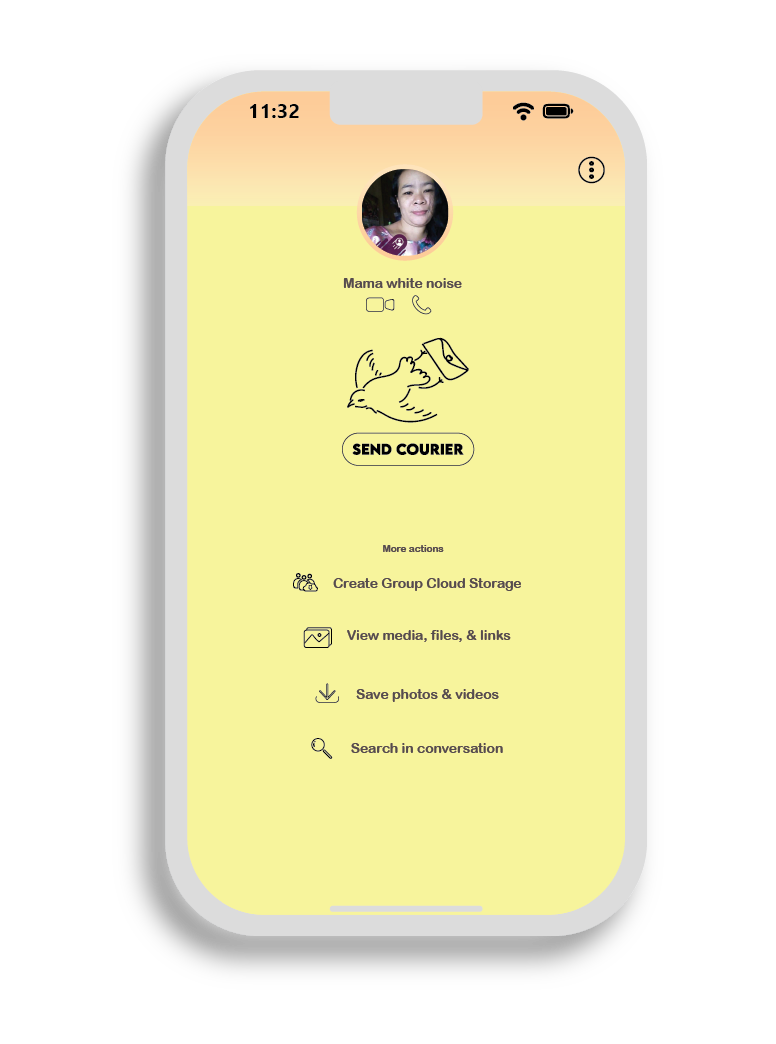 11:32
Mama white noise
SEND COURIER
More actions
Create Group Cloud Storage
View media, files, & links
Save photos & videos
Search in conversation